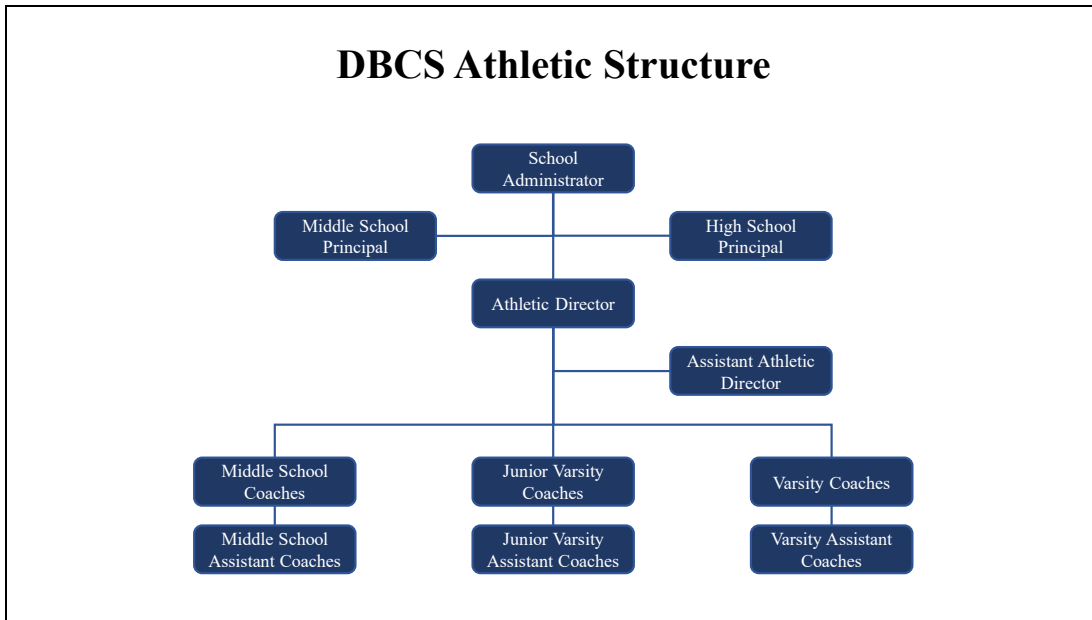 DBCS Athletic Structure
School
Administrator
Middle School
Principal
High School
Principal
Athletic Director
Assistant Athletic
Director
Middle School
Coaches
Junior Varsity
Coaches
Varsity Coaches
Middle School
Assistant Coaches
Junior Varsity
Assistant Coaches
Varsity Assistant
Coaches